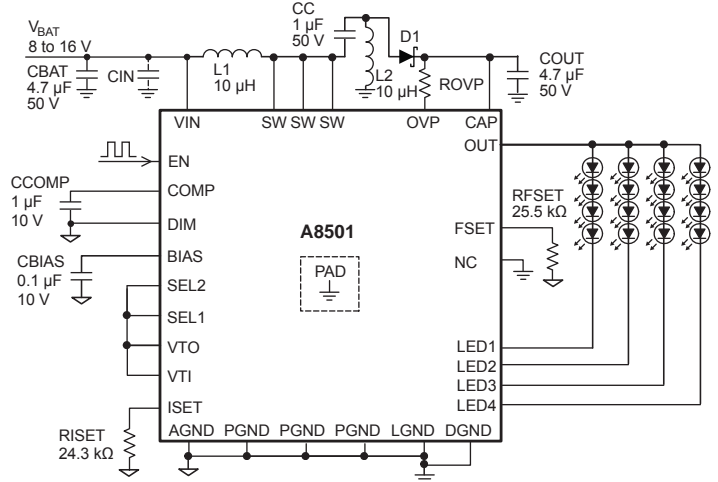 VBAT
8 to 16 V
CBAT
4.7 µF
50 V
CIN
L1
10 µH
CC
1 µF
50 V
L2
10 µH
D1
ROVP
COUT
4.7 µF
50 V
VIN
SW SW SW
OVP
CAP
OUT
EN
CCOMP
1 µF
10 V
COMP
DIM
CBIAS
0.1 µF
10 V
BIAS
SEL2
SEL1
VTO
VTI
ISET
RISET
24.3 kΩ
A8501
PAD
RFSET
25.5 kΩ
FSET
NC
LED1
LED2
LED3
LED4
AGND PGND PGND PGND LGND DGND